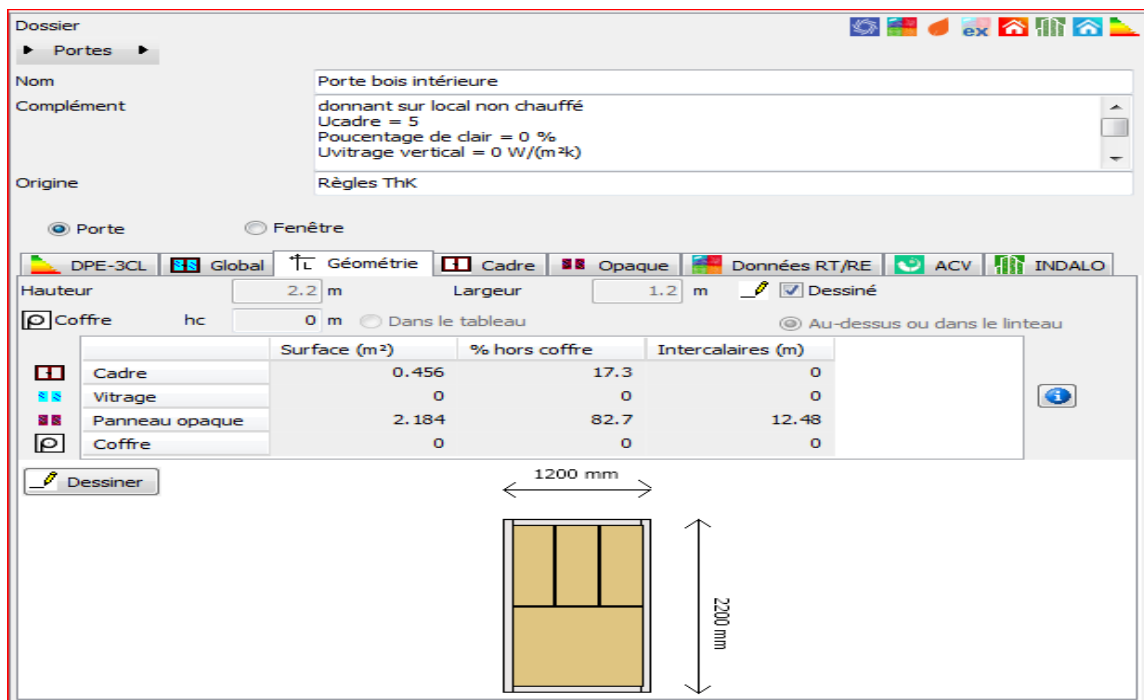 Dossier
ex
Portes
Nom Porte bois intérieure
Complément donnant sur local non chauffé
Ucadre = 5
Poucentage de clair = 0 %
Uvitrage vertical = 0 W/(m²k)
Origine Règles ThK
Porte Fenêtre
DPE-3CL Global Géométrie Cadre Opaque Données RT/RE ACV INDALO
Hauteur 2.2 m Largeur 1.2 m Dessiné
Coffre hc 0 m Dans le tableau Au-dessus ou dans le linteau
Surface (m²) % hors coffre Intercalaires (m)
Cadre 0.456 17.3 0
Vitrage 0 0 0
Panneau opaque 2.184 82.7 12.48
Coffre 0 0 0
Dessiner
1200 mm
2200 mm